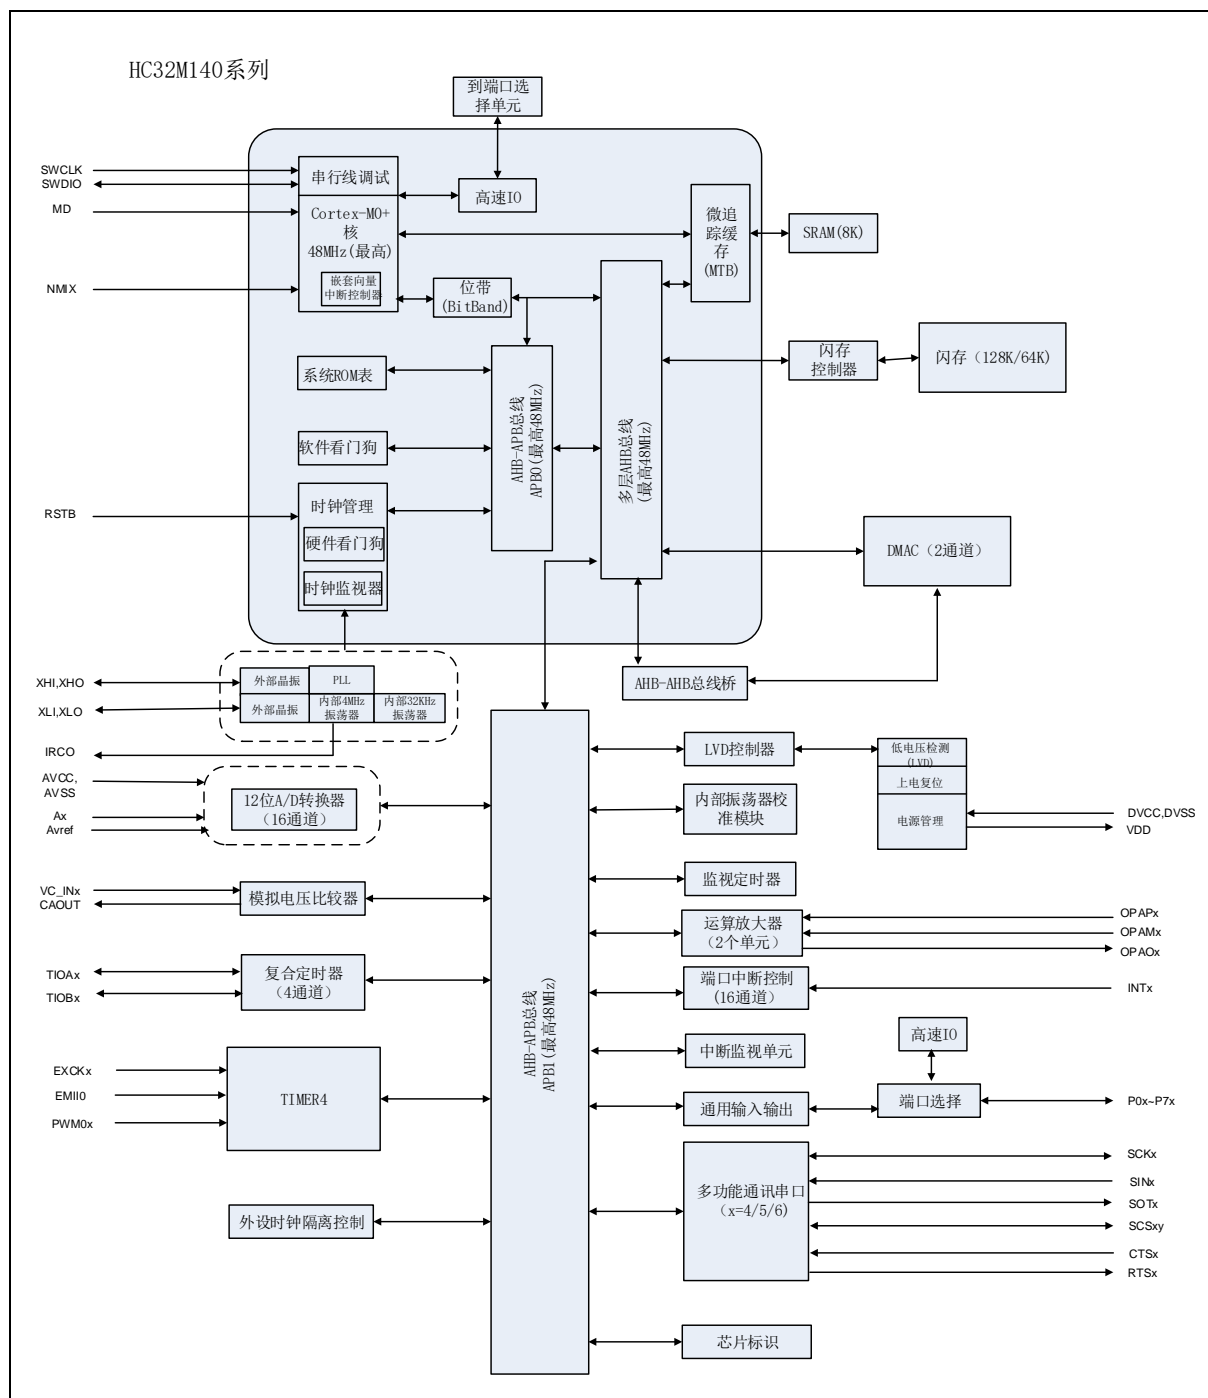 HC32M140系列
到端口选
择单元
SWCLK
SWDIO
MD
NMIX
RSTB
串行线调试
Cortex-M0+
核
48MHz(最高)
嵌套向量
中断控制器
高速IO
位带
(BitBand)
微追
踪缓
存
(MTB)
SRAM(8K)
闪存
控制器
闪存（128K/64K)
系统ROM表
软件看门狗
时钟管理
硬件看门狗
时钟监视器
AHB-APB总线
APB0(最高48MHz)
多层AHB总线
(最高48MHz)
DMAC（2通道）
AHB-AHB总线桥
XHI,XHO
XLI,XLO
IRCO
外部晶振
PLL
外部晶振
内部4MHz
振荡器
内部32KHz
振荡器
AVCC,
AVSS
Ax
Avref
12位A/D转换器
（16通道）
VC_INx
CAOUT
模拟电压比较器
TIOAx
TIOBx
复合定时器
（4通道）
EXCKx
EMII0
PWM0x
TIMER4
外设时钟隔离控制
AHB-APB总线
APB1(最高48MHz)
LVD控制器
低电压检测
(LVD)
上电复位
电源管理
DVCC,DVSS
VDD
内部振荡器校
准模块
监视定时器
运算放大器
（2个单元）
OPAPx
OPAMx
OPAOx
端口中断控制
(16通道）
INTx
中断监视单元
高速IO
通用输入输出
端口选择
P0x~P7x
多功能通讯串口
（x=4/5/6)
SCKx
SINx
SOTx
SCSxy
CTSx
RTSx
芯片标识